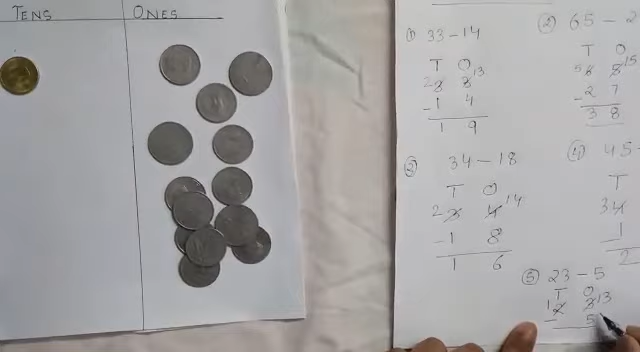 TENS ONES
① 33-14
T O
2 3 3 13
- 1 4
1 9
② 34-18
T O
2 3 4 14
- 1 8
1 6
③ 65-2
T O
5 6 5 15
- 2 7
3 8
④ 45-
T
3 4
- 1
2
⑤ 23-5
T O
1 2 3 13
- 5